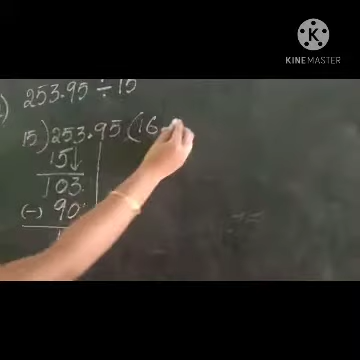 KINEMASTER
) 253.95 ÷ 15
15) 253.95 (16
15↓
103
(-) 90